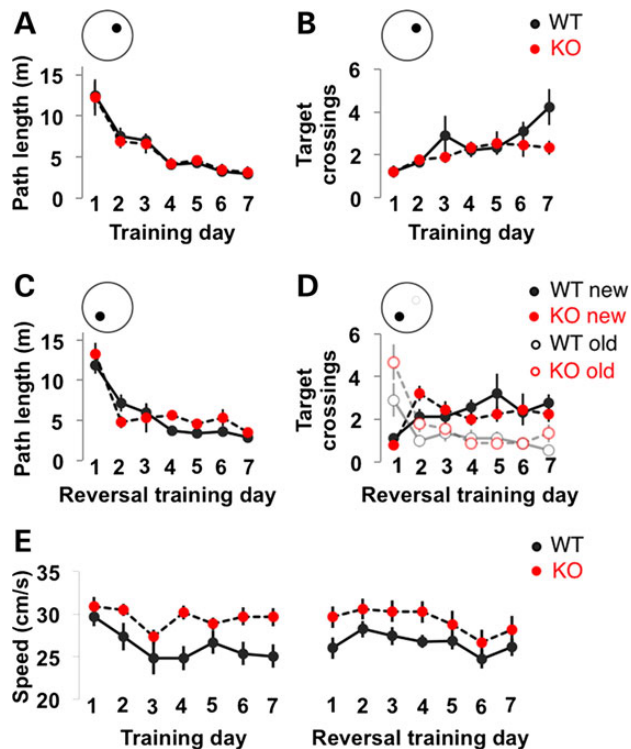 A
Path length (m)
15
10
5
0
1 2 3 4 5 6 7
Training day
B
WT
KO
Target
crossings
6
4
2
0
1 2 3 4 5 6 7
Training day
C
Path length (m)
15
10
5
0
1 2 3 4 5 6 7
Reversal training day
D
WT new
KO new
WT old
KO old
Target
crossings
6
4
2
0
1 2 3 4 5 6 7
Reversal training day
E
WT
KO
Speed (cm/s)
35
30
25
20
1 2 3 4 5 6 7
Training day
1 2 3 4 5 6 7
Reversal training day